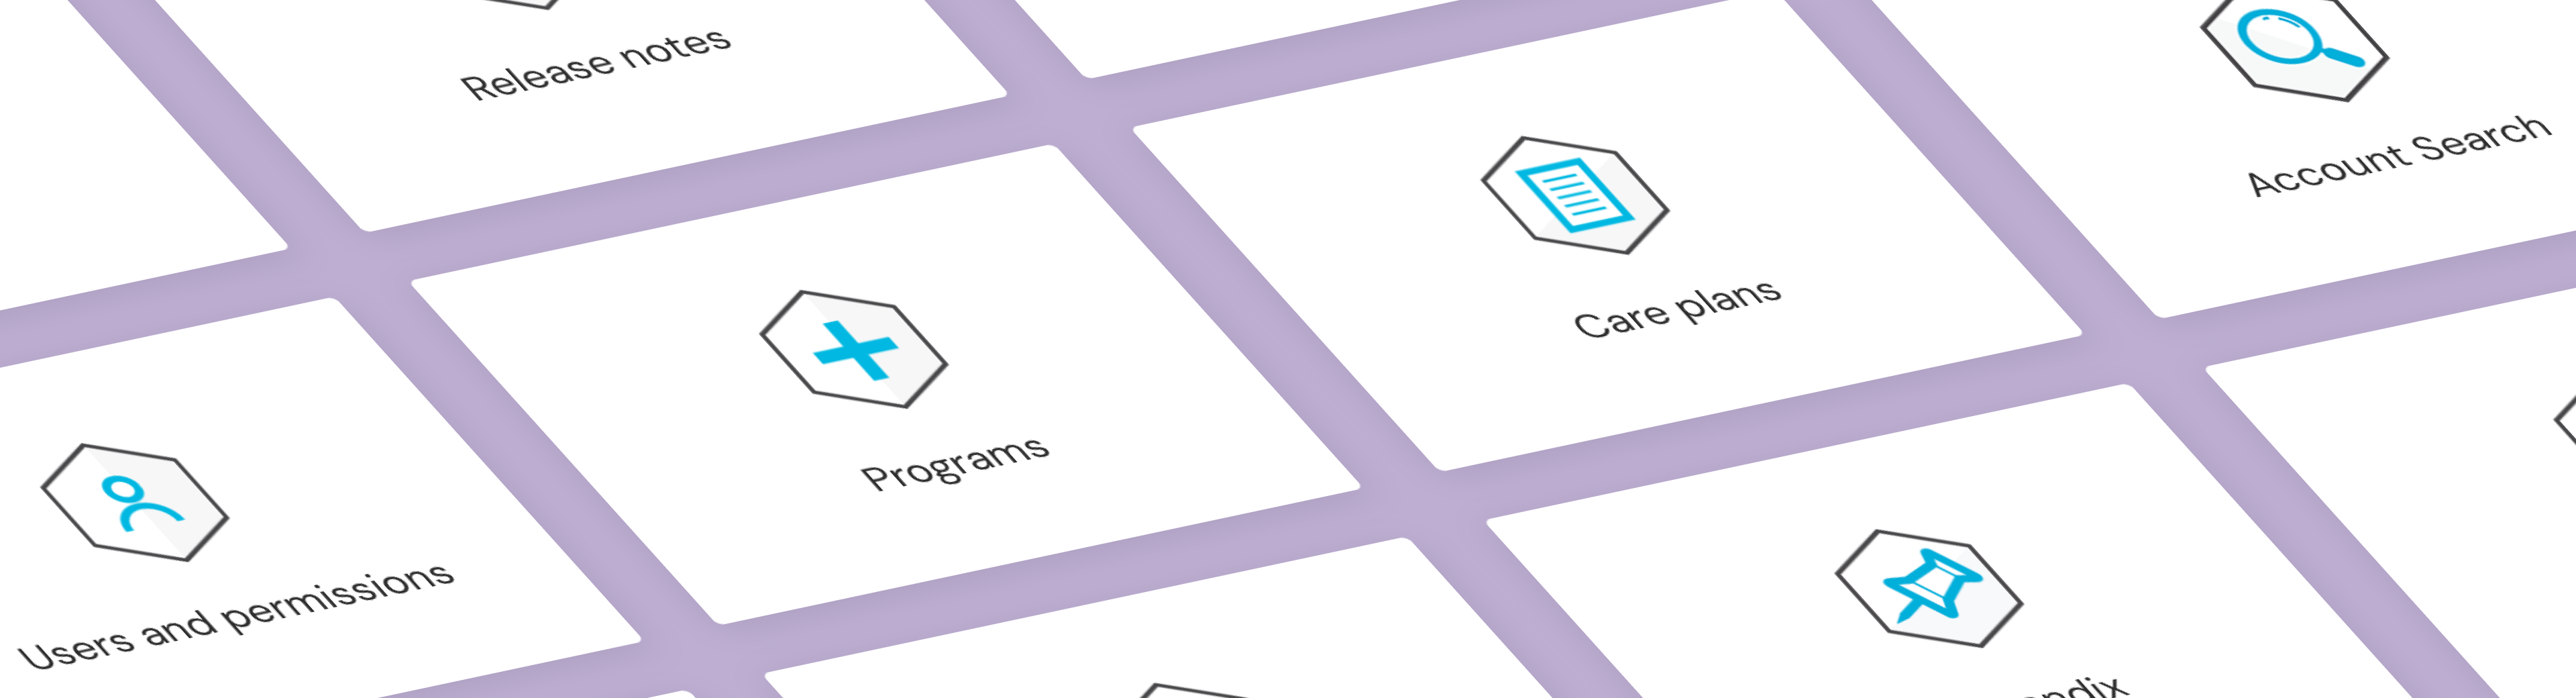 Release notes
Account Search
Care plans
Programs
Users and permissions